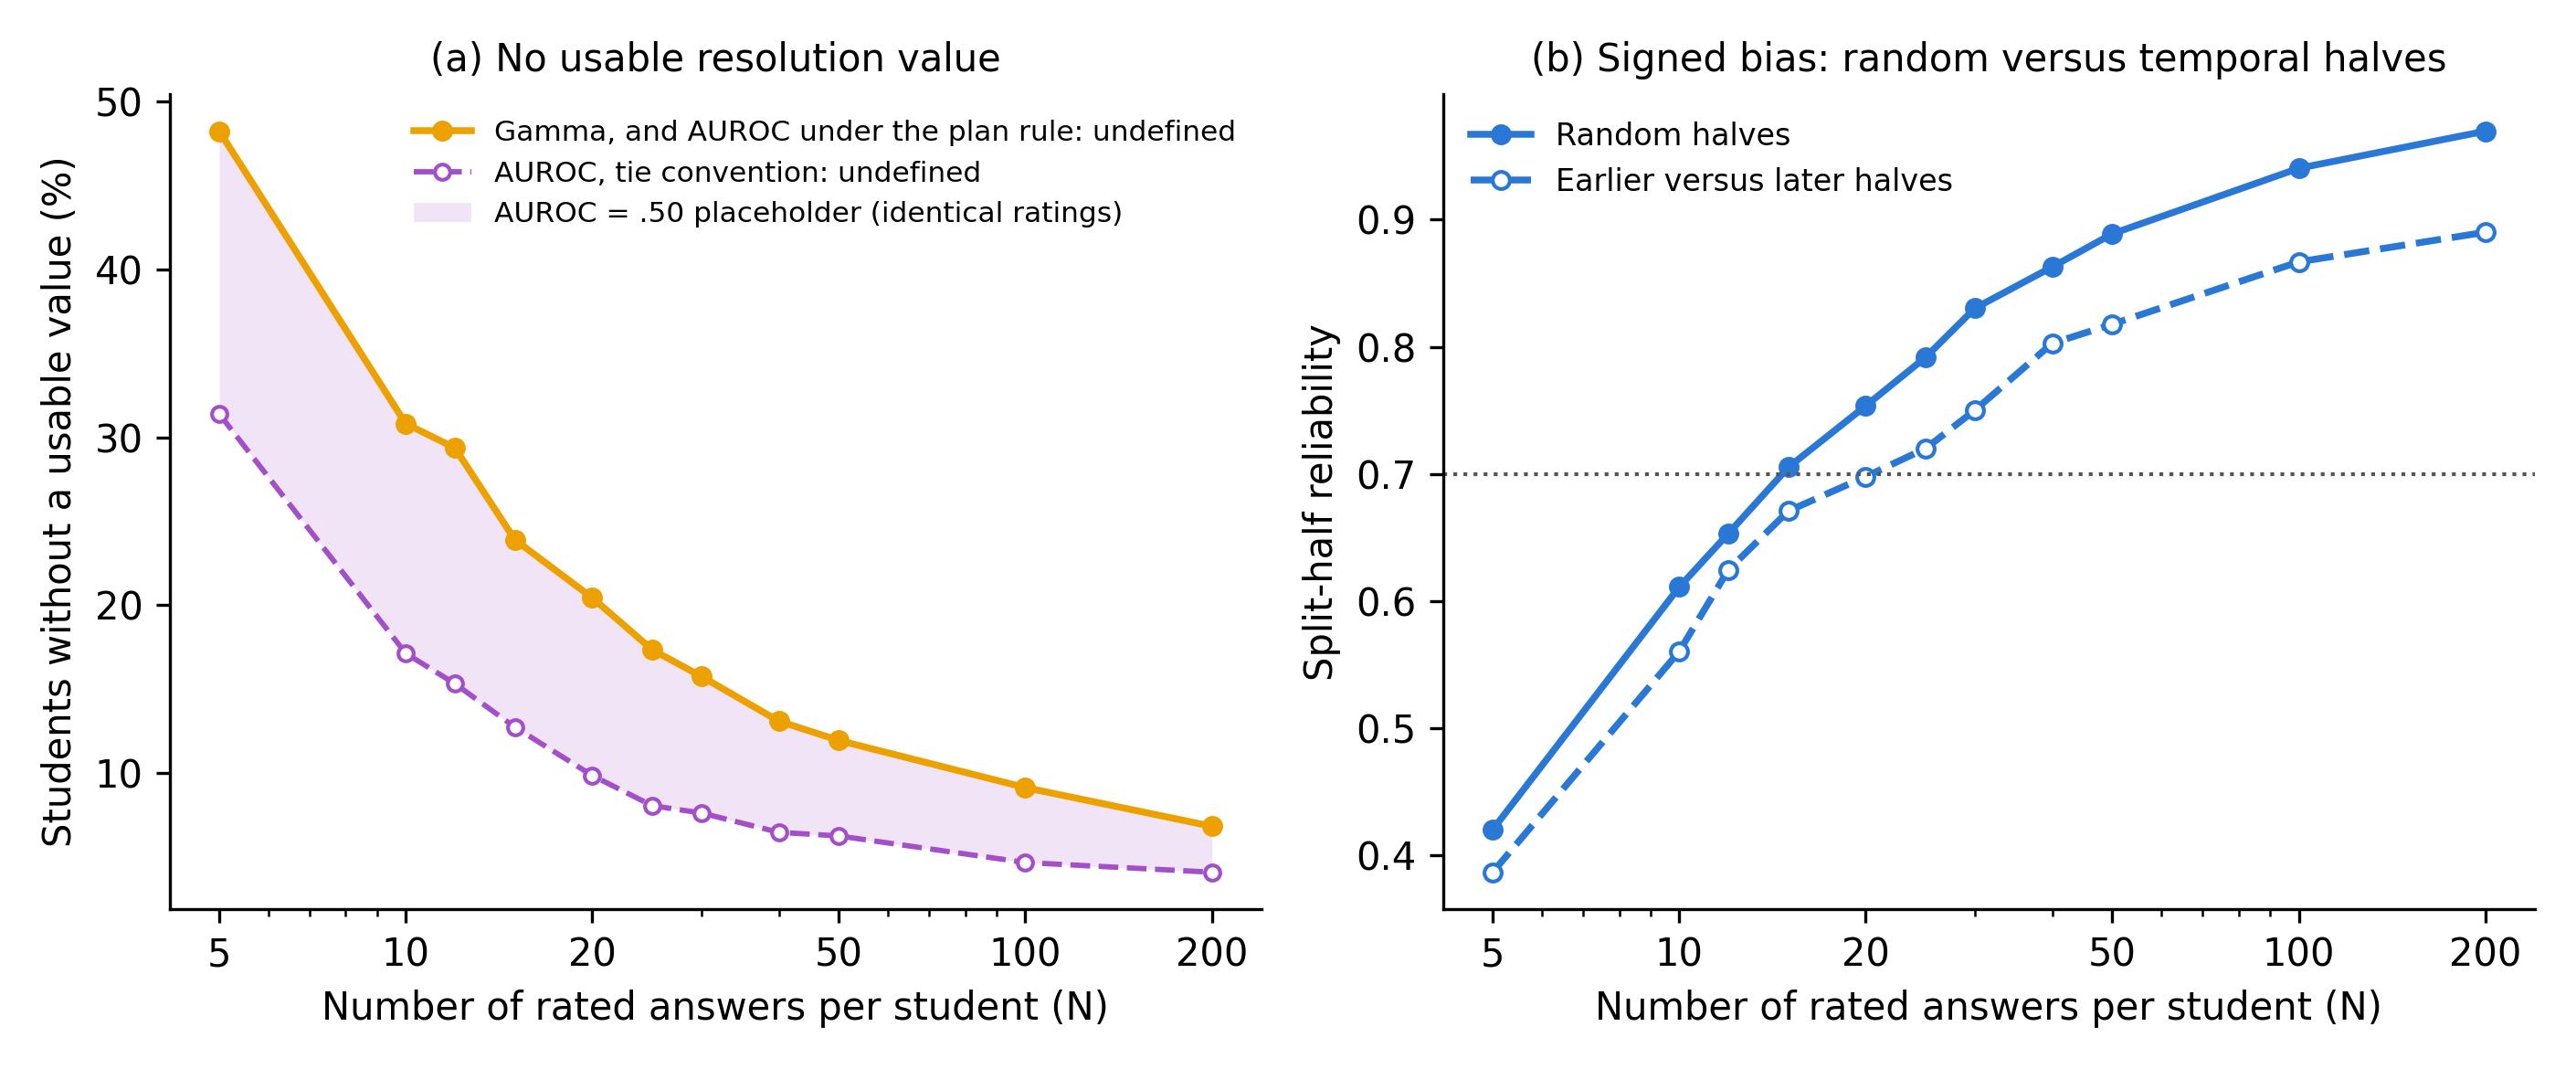 (a) No usable resolution value
Gamma, and AUROC under the plan rule: undefined
AUROC, tie convention: undefined
AUROC = .50 placeholder (identical ratings)
Students without a usable value (%)
50
40
30
20
10
5
10
20
50
100
200
Number of rated answers per student (N)
(b) Signed bias: random versus temporal halves
Random halves
Earlier versus later halves
Split-half reliability
0.9
0.8
0.7
0.6
0.5
0.4
5
10
20
50
100
200
Number of rated answers per student (N)